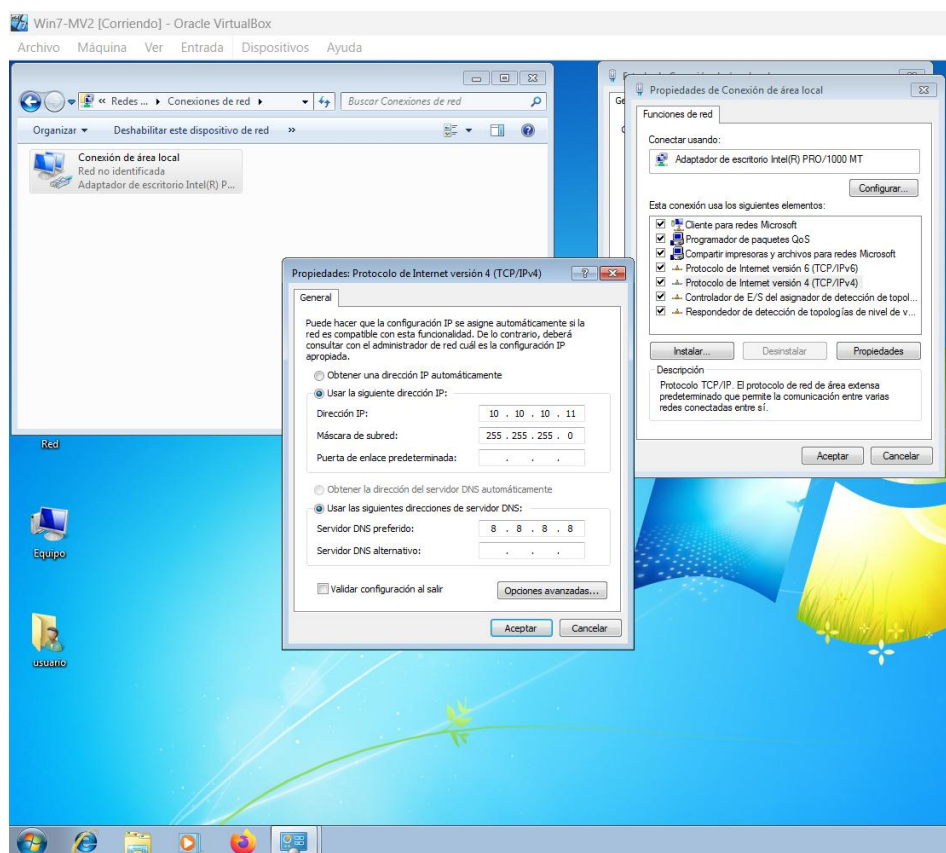 Win7-MV2 [Corriendo] - Oracle VirtualBox
Archivo Máquina Ver Entrada Dispositivos Ayuda
« Redes ... Conexiones de red
Buscar Conexiones de red
Organizar Deshabilitar este dispositivo de red »
Conexión de área local
Red no identificada
Adaptador de escritorio Intel(R) P...
Propiedades de Conexión de área local
Funciones de red
Conectar usando:
Adaptador de escritorio Intel(R) PRO/1000 MT
Configurar...
Esta conexión usa los siguientes elementos:
Cliente para redes Microsoft
Programador de paquetes QoS
Compartir impresoras y archivos para redes Microsoft
Protocolo de Internet versión 6 (TCP/IPv6)
Protocolo de Internet versión 4 (TCP/IPv4)
Controlador de E/S del asignador de detección de topol...
Respondedor de detección de topologías de nivel de v...
Instalar... Desinstalar Propiedades
Descripción
Protocolo TCP/IP. El protocolo de red de área extensa
predeterminado que permite la comunicación entre varias
redes conectadas entre sí.
Aceptar Cancelar
Propiedades: Protocolo de Internet versión 4 (TCP/IPv4)
General
Puede hacer que la configuración IP se asigne automáticamente si la
red es compatible con esta funcionalidad. De lo contrario, deberá
consultar con el administrador de red cuál es la configuración IP
apropiada.
Obtener una dirección IP automáticamente
Usar la siguiente dirección IP:
Dirección IP: 10 . 10 . 10 . 11
Máscara de subred: 255 . 255 . 255 . 0
Puerta de enlace predeterminada: . . .
Obtener la dirección del servidor DNS automáticamente
Usar las siguientes direcciones de servidor DNS:
Servidor DNS preferido: 8 . 8 . 8 . 8
Servidor DNS alternativo: . . .
Validar configuración al salir
Opciones avanzadas...
Aceptar Cancelar
Red
Equipo
usuario